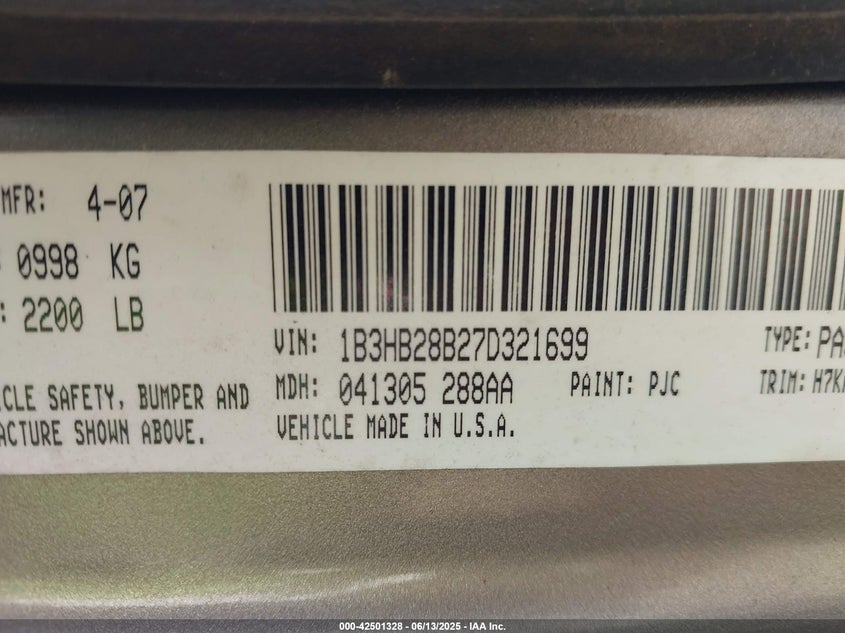 MFR: 4-07
0998 KG
: 2200 LB
VIN: 1B3HB28B27D321699
TYPE: PA
MDH: 041305 288AA PAINT: PJC TRIM: H7K
CLE SAFETY, BUMPER AND
ACTURE SHOWN ABOVE.
VEHICLE MADE IN U.S.A.
000-42501328 - 06/13/2025 - IAA Inc.